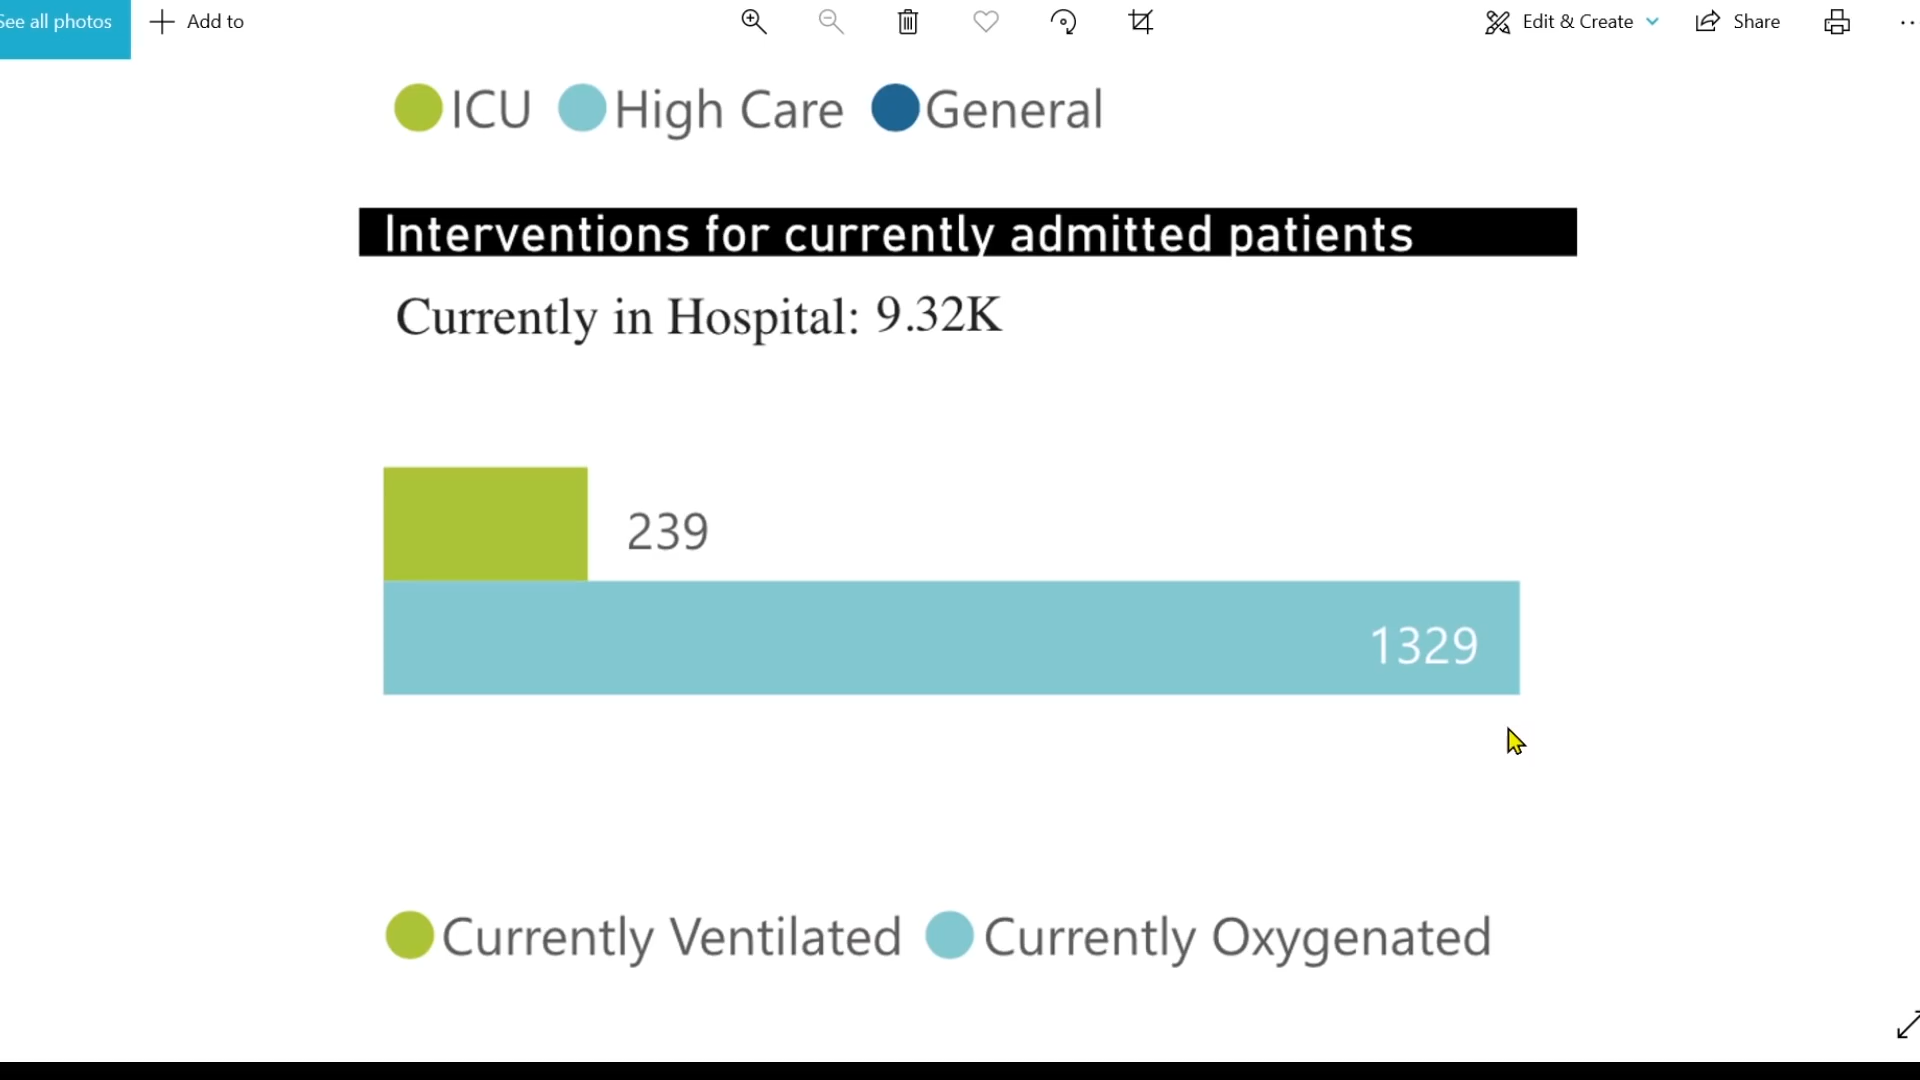 See all photos Add to Edit & Create Share
ICU High Care General
Interventions for currently admitted patients
Currently in Hospital: 9.32K
239
1329
Currently Ventilated Currently Oxygenated